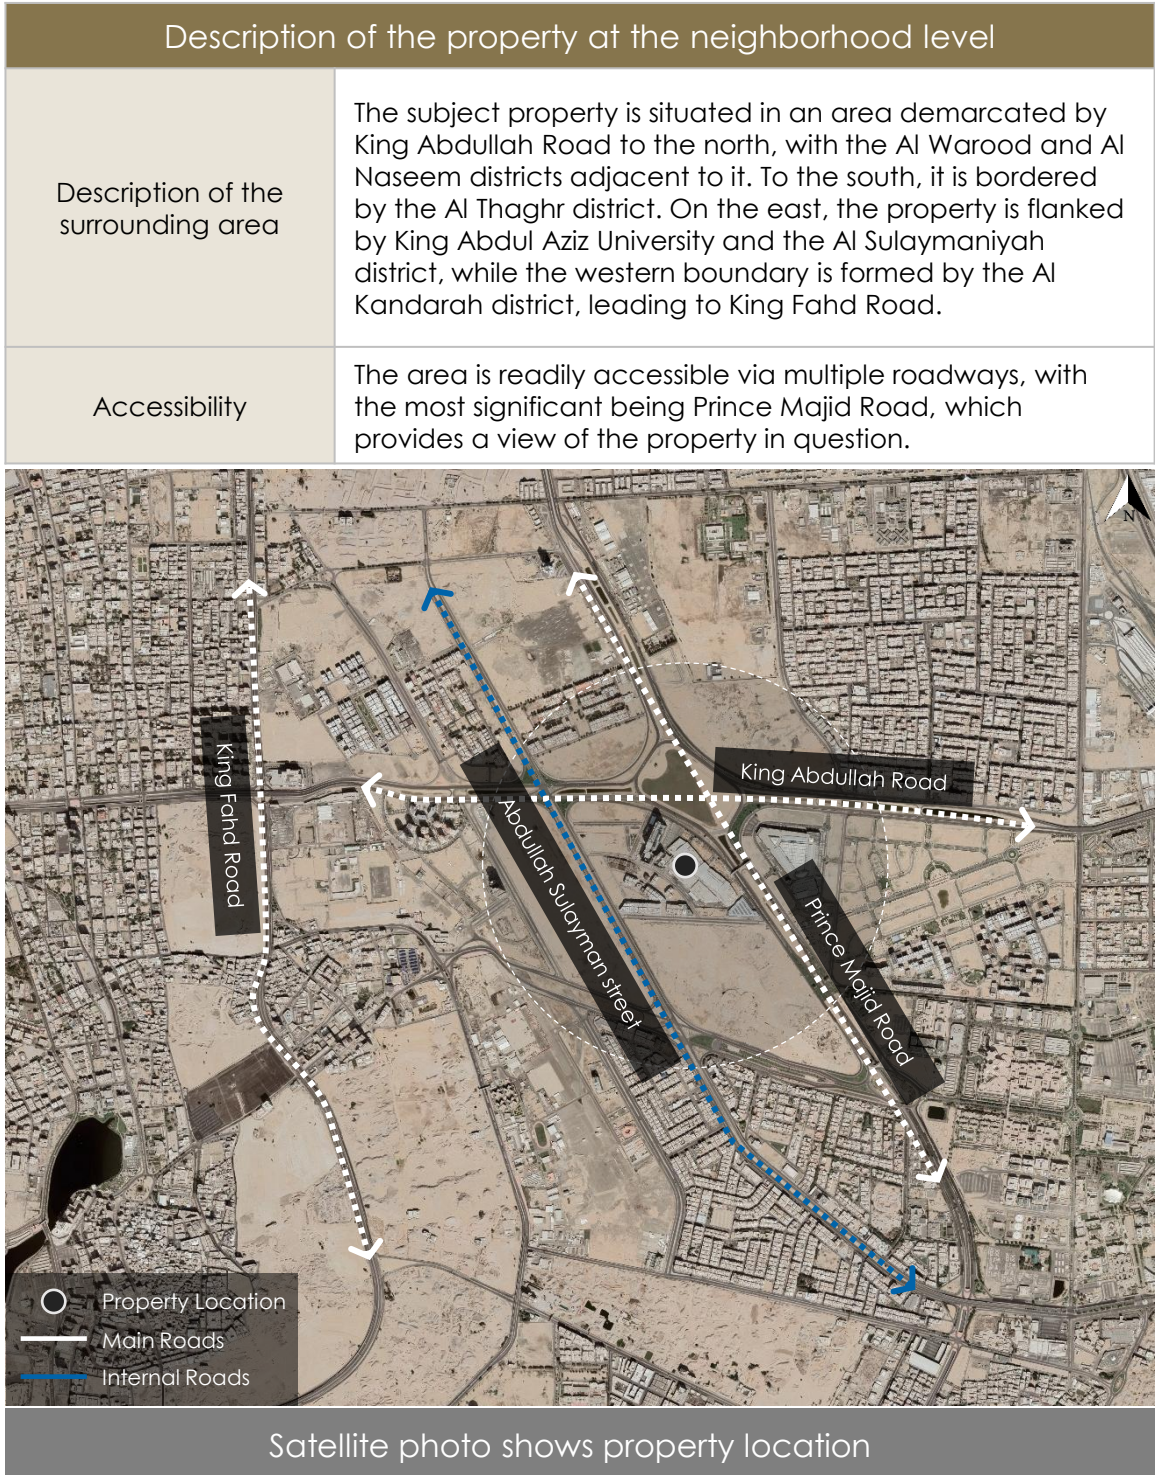 Description of the property at the neighborhood level
Description of the
surrounding area
The subject property is situated in an area demarcated by
King Abdullah Road to the north, with the Al Warood and Al
Naseem districts adjacent to it. To the south, it is bordered
by the Al Thaghr district. On the east, the property is flanked
by King Abdul Aziz University and the Al Sulaymaniyah
district, while the western boundary is formed by the Al
Kandarah district, leading to King Fahd Road.
Accessibility
The area is readily accessible via multiple roadways, with
the most significant being Prince Majid Road, which
provides a view of the property in question.
N
King Fahd Road
King Abdullah Road
Abdullah Sulayman street
Prince Majid Road
Property Location
Main Roads
Internal Roads
Satellite photo shows property location